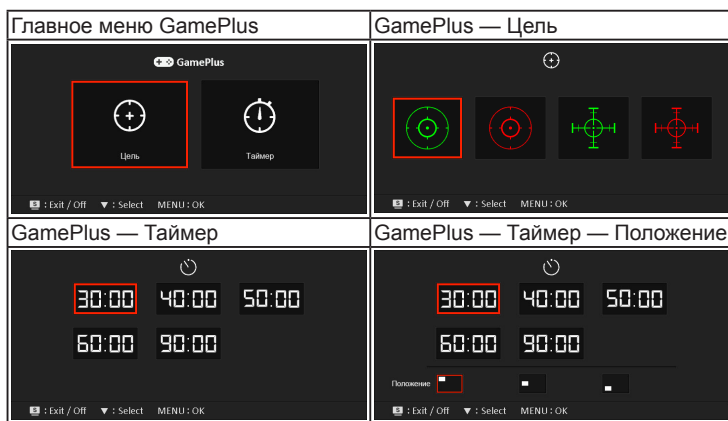 Главное меню GamePlus
GamePlus — Цель
GamePlus
Цель
Таймер
S : Exit / Off ▼ : Select MENU : OK
S : Exit / Off ▼ : Select MENU : OK
GamePlus — Таймер
GamePlus — Таймер — Положение
30:00 40:00 50:00
60:00 90:00
S : Exit / Off ▼ : Select MENU : OK
30:00 40:00 50:00
60:00 90:00
Положение
S : Exit / Off ▼ : Select MENU : OK